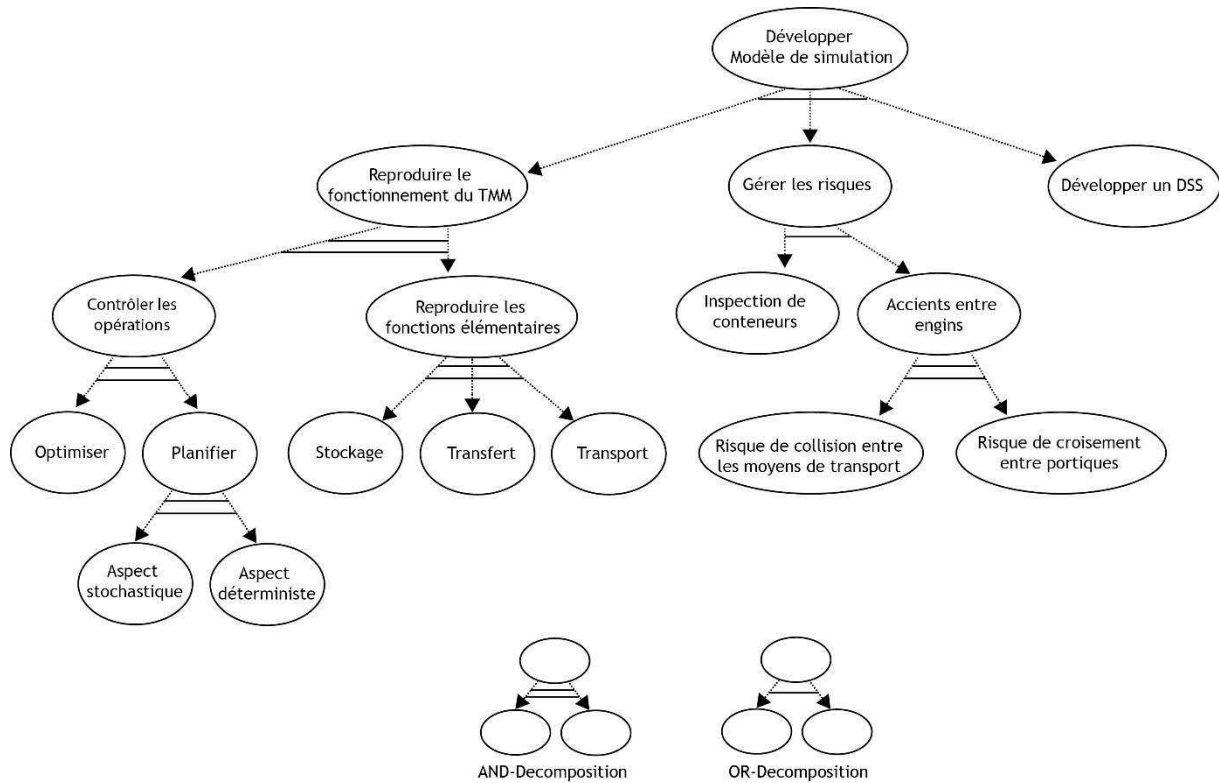 Développer
Modèle de simulation
Reproduire le
fonctionnement du TMM
Gérer les risques
Développer un DSS
Contrôler les
opérations
Reproduire les
fonctions élémentaires
Inspection de
conteneurs
Accients entre
engins
Optimiser
Planifier
Stockage
Transfert
Transport
Risque de collision entre
les moyens de transport
Risque de croisement
entre portiques
Aspect
stochastique
Aspect
déterministe
AND-Decomposition
OR-Decomposition